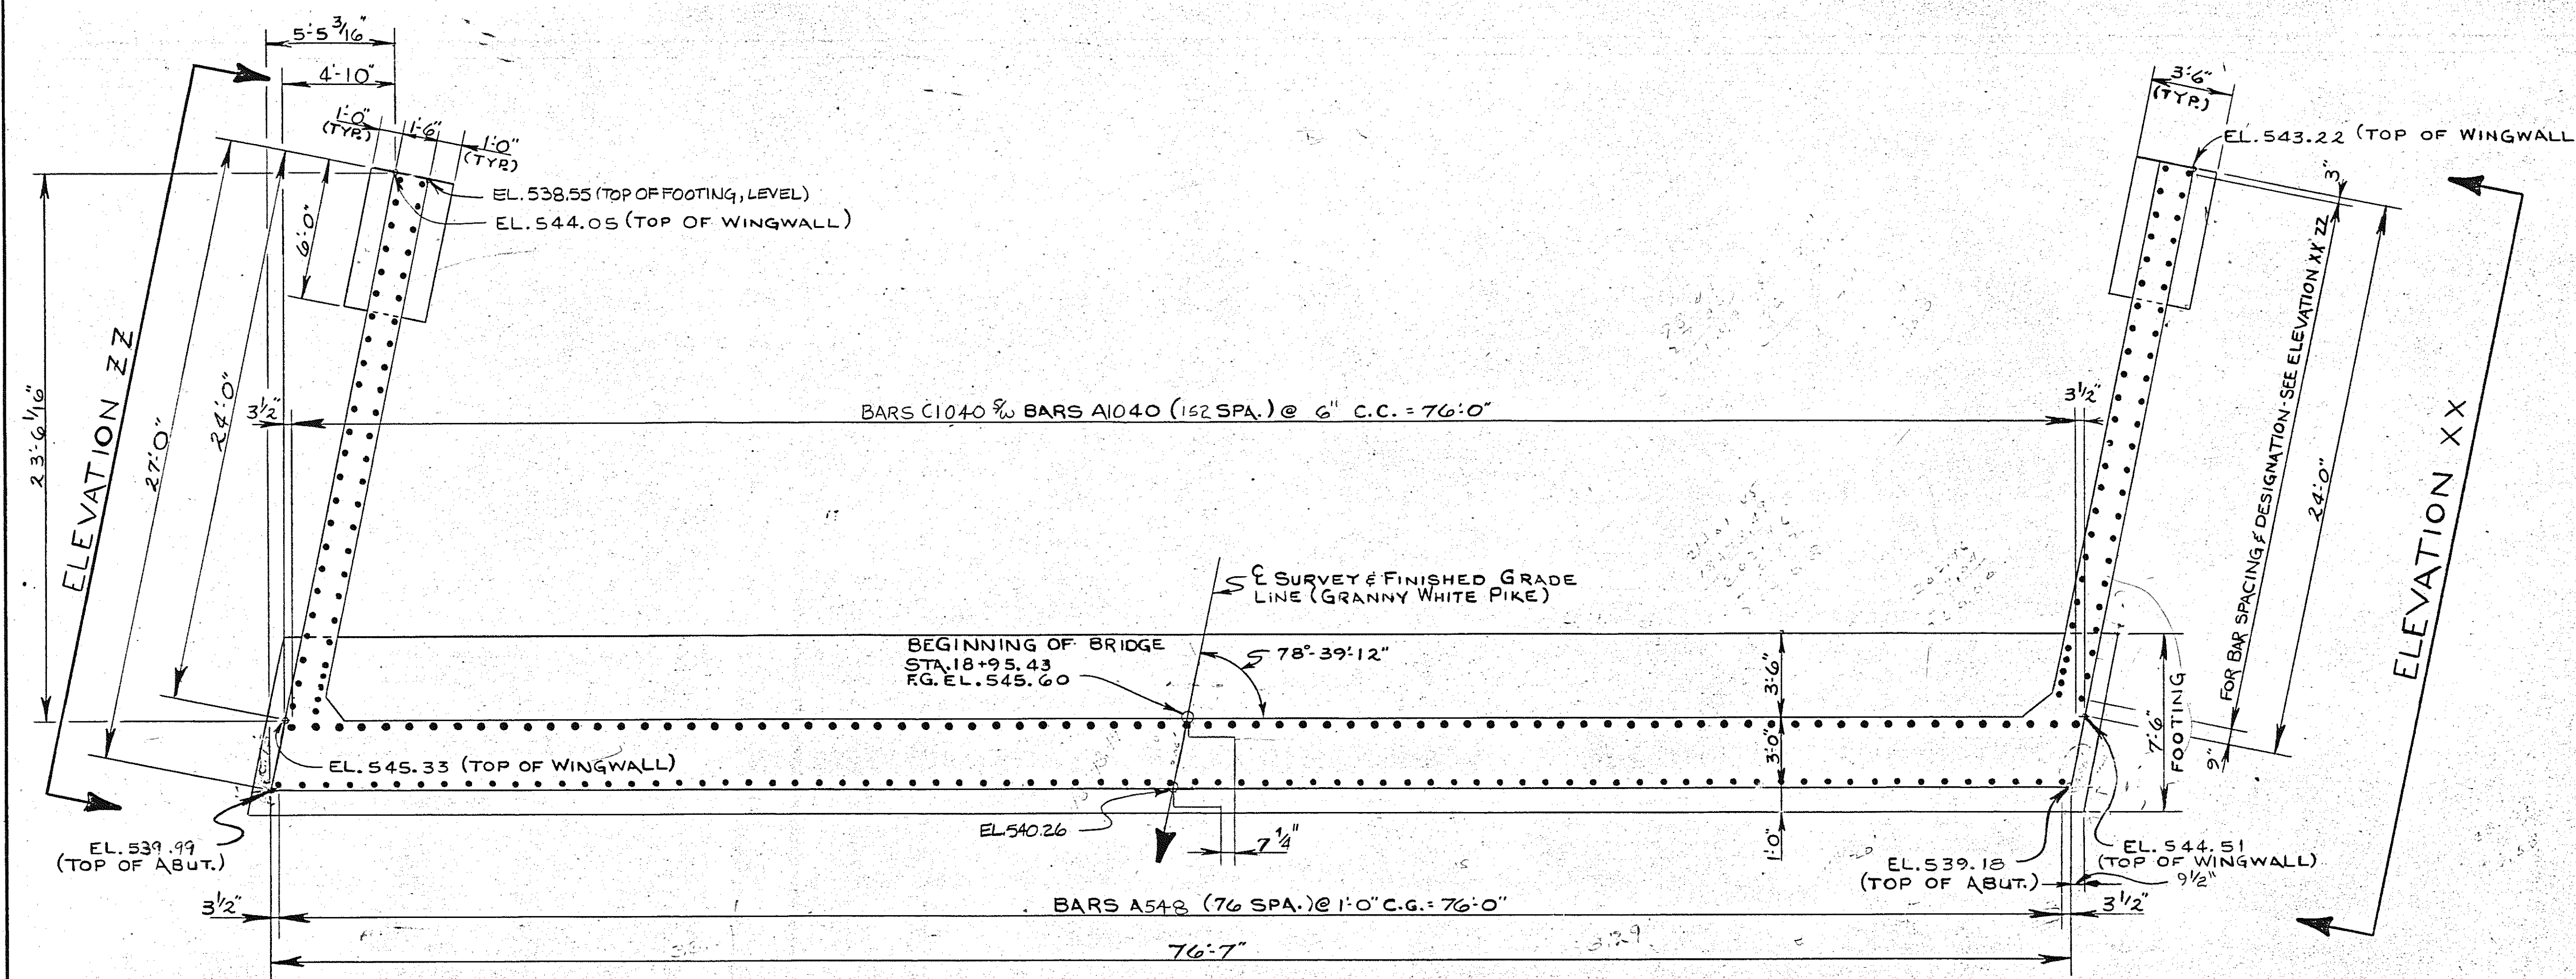 5'-5 3/16"
4'-10"
1'-0"
(TYP.)
1'-6"
1'-0"
(TYP.)
EL. 538.55 (TOP OF FOOTING, LEVEL)
EL. 544.05 (TOP OF WINGWALL)
6'-0"
3'-6"
(TYP.)
EL. 543.22 (TOP OF WINGWALL
3"
ELEVATION ZZ
23'-6 1/16"
27'-0"
24'-0"
3 1/2"
BARS C1040 S/W BARS A1040 (152 SPA.) @ 6" C.C. = 76'-0"
3 1/2"
FOR BAR SPACING & DESIGNATION-SEE ELEVATION XX' ZZ
24'-0"
ELEVATION XX
℄ SURVEY & FINISHED GRADE
LINE (GRANNY WHITE PIKE)
BEGINNING OF BRIDGE
STA. 18+95.43
F.G. EL. 545.60
78°-39'-12"
3'-6"
3'-0"
7'-6"
FOOTING
9"
EL. 545.33 (TOP OF WINGWALL)
EL. 539.99
(TOP OF ABUT.)
EL. 540.26
7 1/4"
1'-0"
EL. 539.18
(TOP OF ABUT.)
EL. 544.51
(TOP OF WINGWALL)
9 1/2"
3 1/2"
BARS A548 (76 SPA.) @ 1'-0" C.G. = 76'-0"
3 1/2"
76'-7"